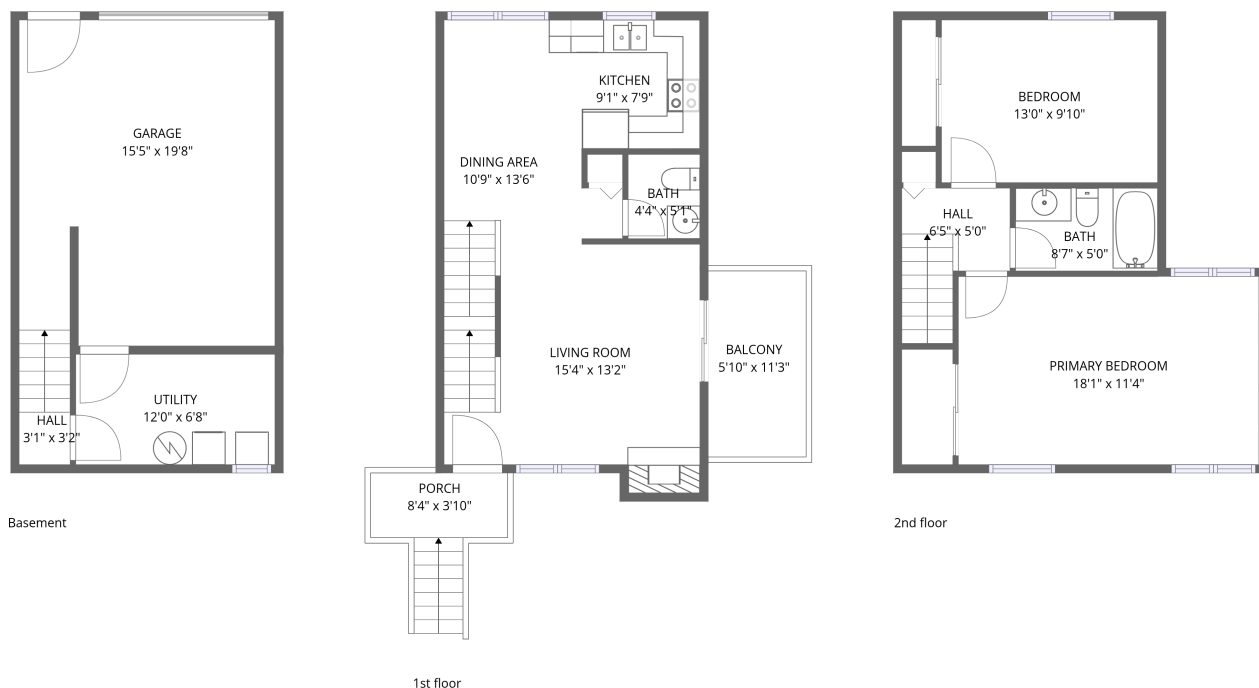 GARAGE
15'5" x 19'8"
UTILITY
12'0" x 6'8"
HALL
3'1" x 3'2"
Basement
KITCHEN
9'1" x 7'9"
DINING AREA
10'9" x 13'6"
BATH
4'4" x 5'1"
LIVING ROOM
15'4" x 13'2"
BALCONY
5'10" x 11'3"
PORCH
8'4" x 3'10"
1st floor
BEDROOM
13'0" x 9'10"
HALL
6'5" x 5'0"
BATH
8'7" x 5'0"
PRIMARY BEDROOM
18'1" x 11'4"
2nd floor